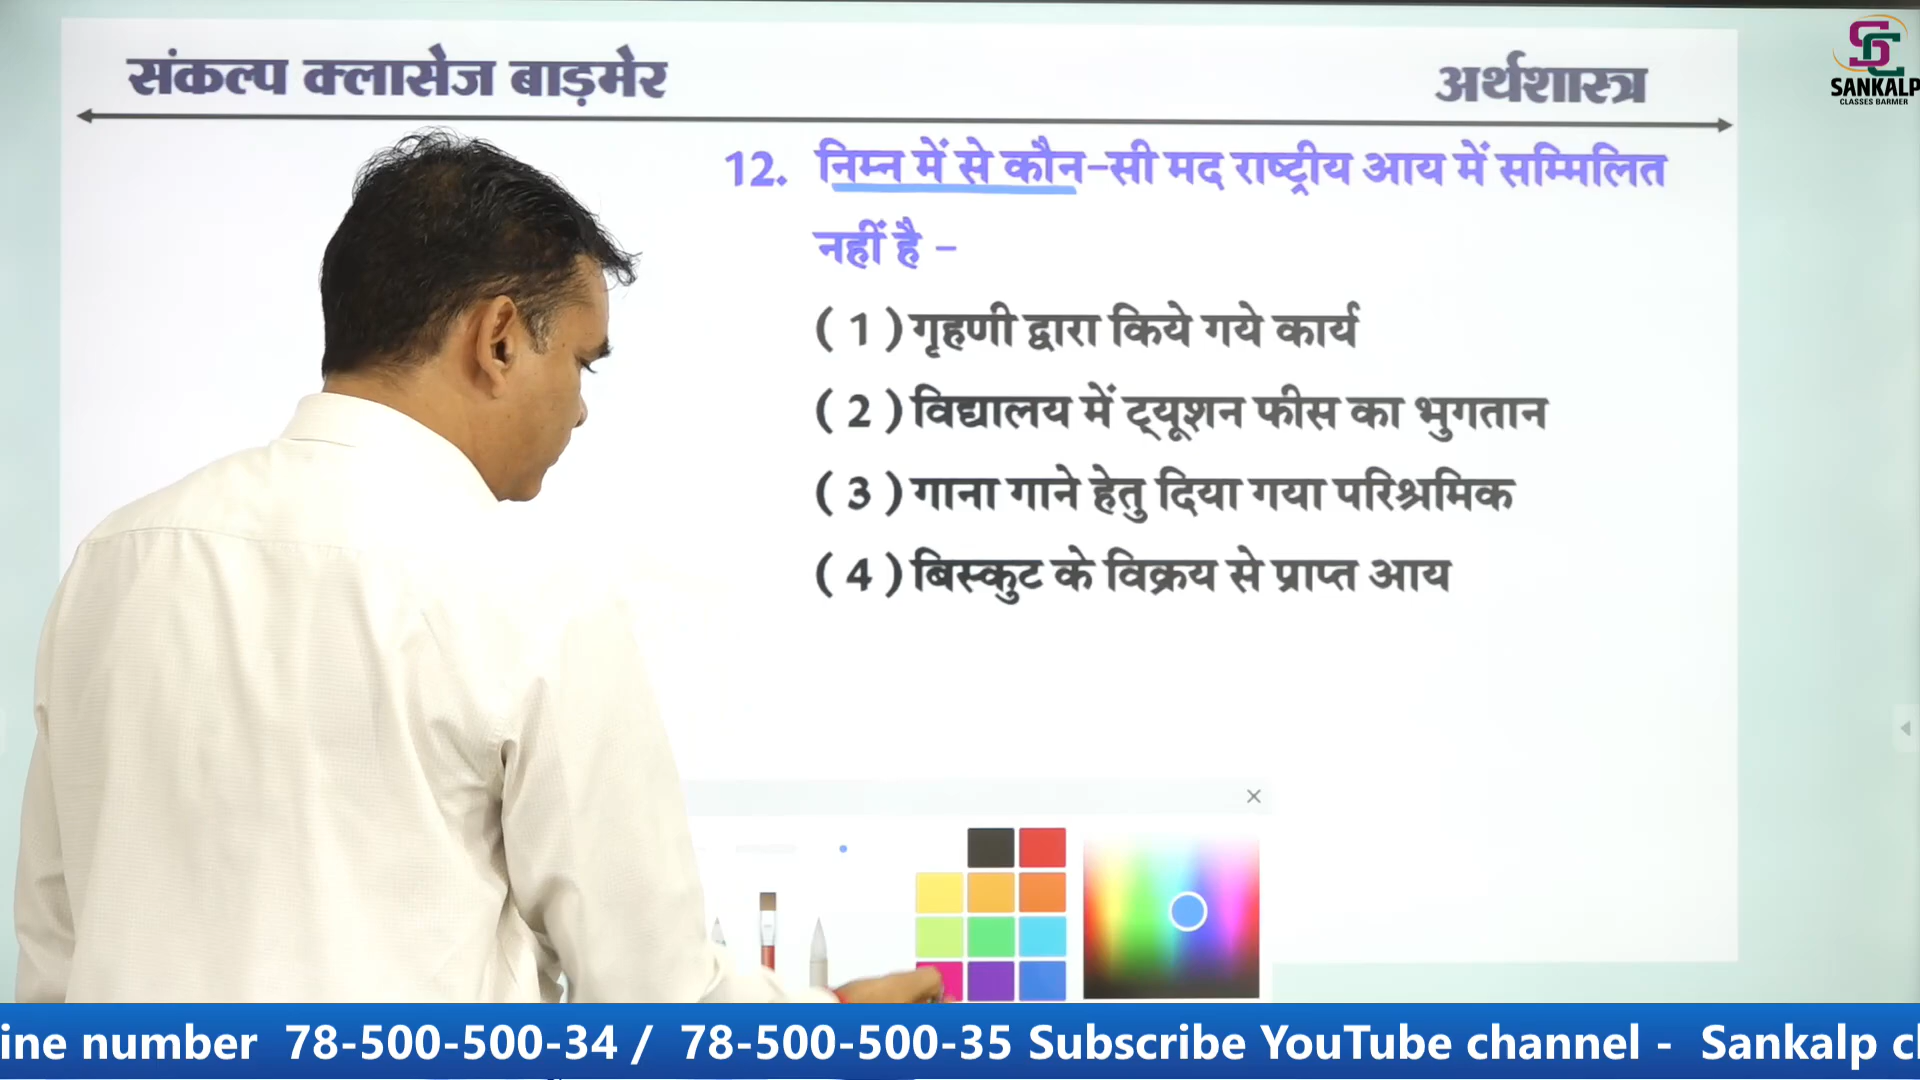 संकल्प क्लासेज बाड़मेर
अर्थशास्त्र
SANKALP
CLASSES BARMER
12. निम्न में से कौन-सी मद राष्ट्रीय आय में सम्मिलित
नहीं है -
( 1 ) गृहणी द्वारा किये गये कार्य
( 2 ) विद्यालय में ट्यूशन फीस का भुगतान
( 3 ) गाना गाने हेतु दिया गया परिश्रमिक
( 4 ) बिस्कुट के विक्रय से प्राप्त आय
ine number 78-500-500-34 / 78-500-500-35 Subscribe YouTube channel - Sankalp cl